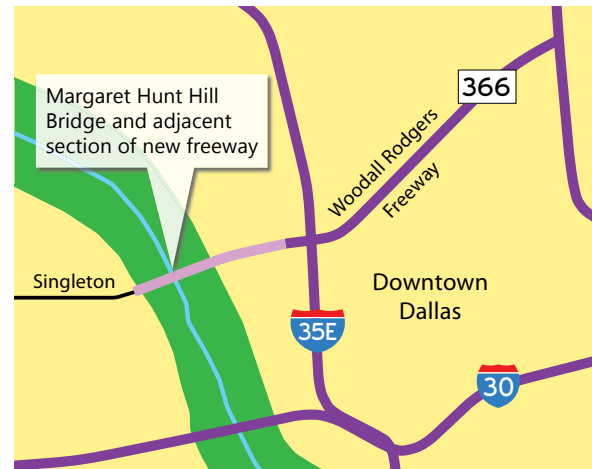 Margaret Hunt Hill
Bridge and adjacent
section of new freeway
366
Woodall Rodgers
Freeway
Singleton
Downtown
Dallas
35E
30